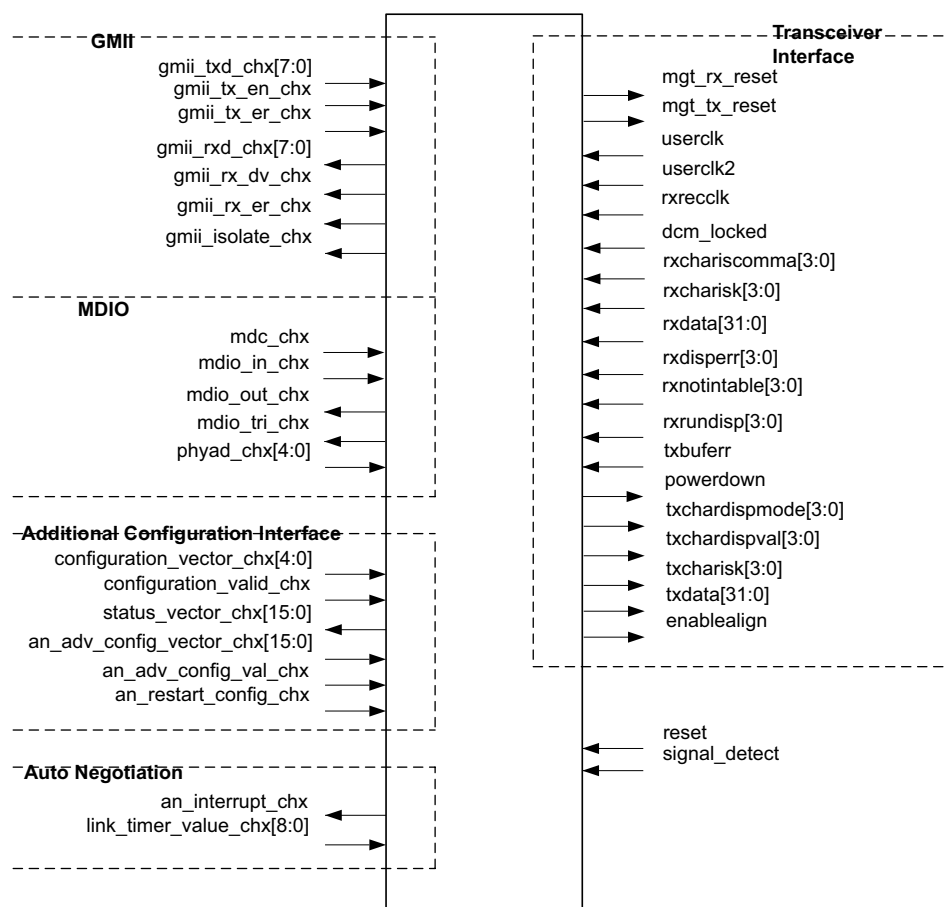 GMII
gmii_txd_chx[7:0]
gmii_tx_en_chx
gmii_tx_er_chx
gmii_rxd_chx[7:0]
gmii_rx_dv_chx
gmii_rx_er_chx
gmii_isolate_chx
MDIO
mdc_chx
mdio_in_chx
mdio_out_chx
mdio_tri_chx
phyad_chx[4:0]
Additional Configuration Interface
configuration_vector_chx[4:0]
configuration_valid_chx
status_vector_chx[15:0]
an_adv_config_vector_chx[15:0]
an_adv_config_val_chx
an_restart_config_chx
Auto Negotiation
an_interrupt_chx
link_timer_value_chx[8:0]
Transceiver
Interface
mgt_rx_reset
mgt_tx_reset
userclk
userclk2
rxrecclk
dcm_locked
rxchariscomma[3:0]
rxcharisk[3:0]
rxdata[31:0]
rxdisperr[3:0]
rxnotintable[3:0]
rxrundisp[3:0]
txbuferr
powerdown
txchardispmode[3:0]
txchardispval[3:0]
txcharisk[3:0]
txdata[31:0]
enablealign
reset
signal_detect